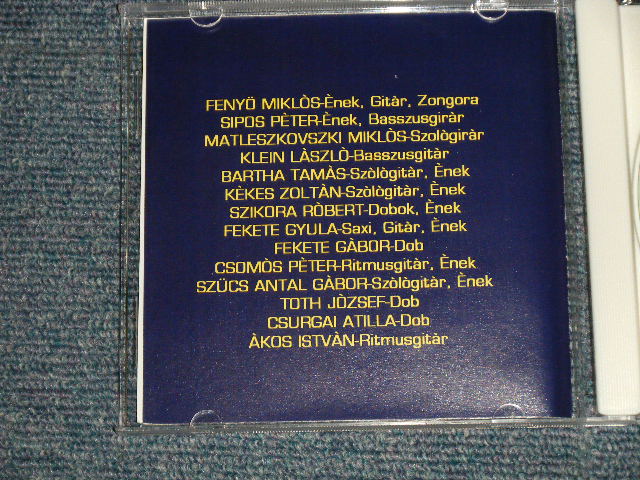 FENYÖ MIKLÒS-Ènek, Gitàr, Zongora
SIPOS PÈTER-Ènek, Basszusgiràr
MATLESZKOVSZKI MIKLÒS-Szològiràr
KLEIN LÀSZLÒ-Basszusgitàr
BARTHA TAMÀS-Szòlògitàr, Ènek
KÈKES ZOLTÀN-Szòlògitàr, Ènek
SZIKORA RÒBERT-Dobok, Ènek
FEKETE GYULA-Saxi, Gitàr, Ènek
FEKETE GÀBOR-Dob
CSOMÒS PÈTER-Ritmusgitàr, Ènek
SZÜCS ANTAL GÀBOR-Szòlògitàr, Ènek
TOTH JÒZSEF-Dob
CSURGAI ATILLA-Dob
ÀKOS ISTVÀN-Ritmusgitàr